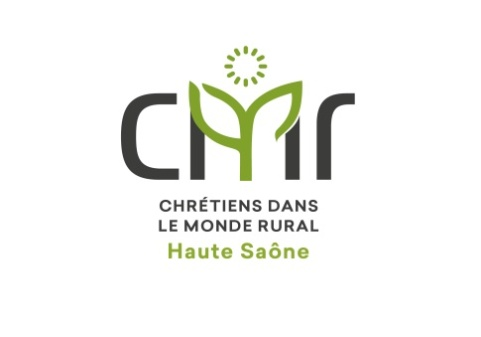 cmr
CHRÉTIENS DANS
LE MONDE RURAL
Haute Saône